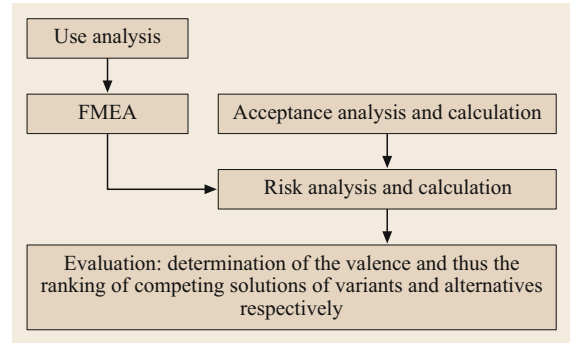 Use analysis
FMEA
Acceptance analysis and calculation
Risk analysis and calculation
Evaluation: determination of the valence and thus the
ranking of competing solutions of variants and alternatives
respectively